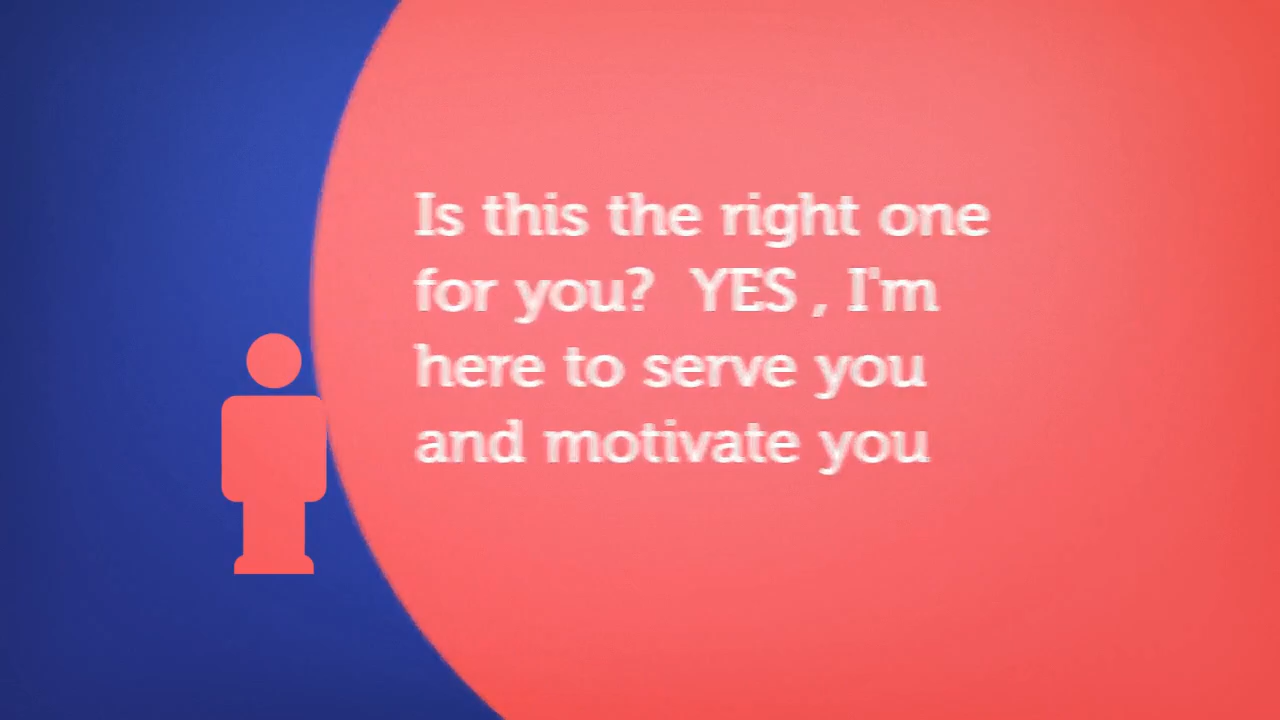 Is this the right one
for you?  YES , I'm
here to serve you
and motivate you